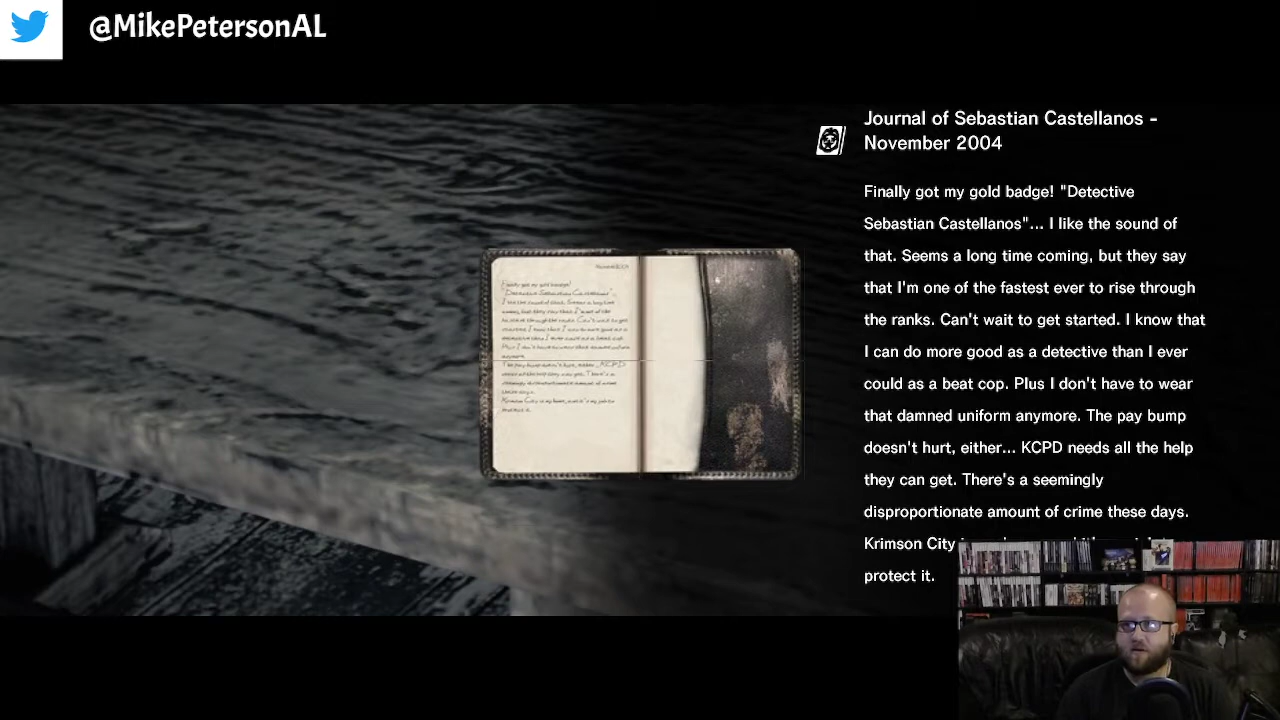 @MikePetersonAL
Journal of Sebastian Castellanos -
November 2004
Finally got my gold badge! "Detective
Sebastian Castellanos"... I like the sound of
that. Seems a long time coming, but they say
that I'm one of the fastest ever to rise through
the ranks. Can't wait to get started. I know that
I can do more good as a detective than I ever
could as a beat cop. Plus I don't have to wear
that damned uniform anymore. The pay bump
doesn't hurt, either... KCPD needs all the help
they can get. There's a seemingly
disproportionate amount of crime these days.
Krimson City
protect it.